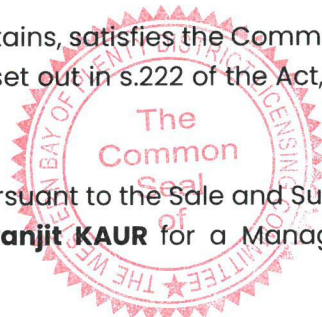 tains, satisfies the Comm
set out in s.222 of the Act,
rsuant to the Sale and Su
anjit KAUR for a Manag
THE WESTERN BAY OF PLENTY DISTRICT LICENSING COMMITTEE
The
Common
Seal
of